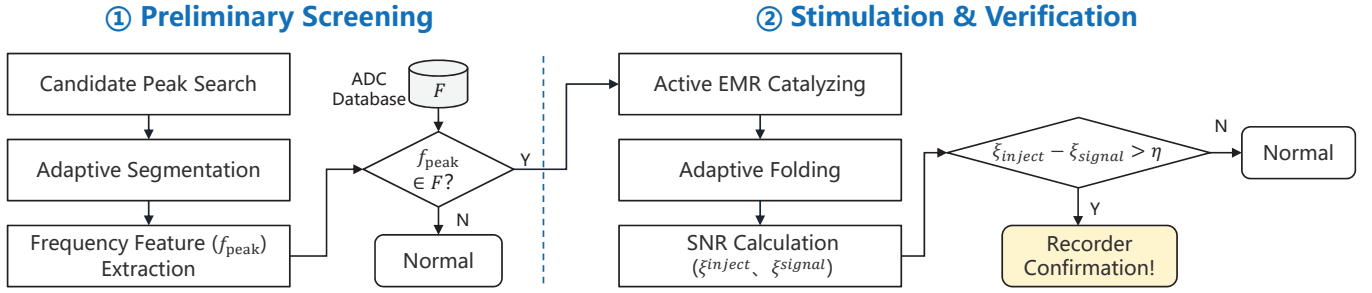 ① Preliminary Screening
Candidate Peak Search
Adaptive Segmentation
Frequency Feature (f_peak)
Extraction
ADC
Database
F
f_peak
∈ F?
Y
N
Normal
② Stimulation & Verification
Active EMR Catalyzing
Adaptive Folding
SNR Calculation
(ξ^inject、ξ^signal)
ξ_inject − ξ_signal > η
N
Normal
Y
Recorder
Confirmation!